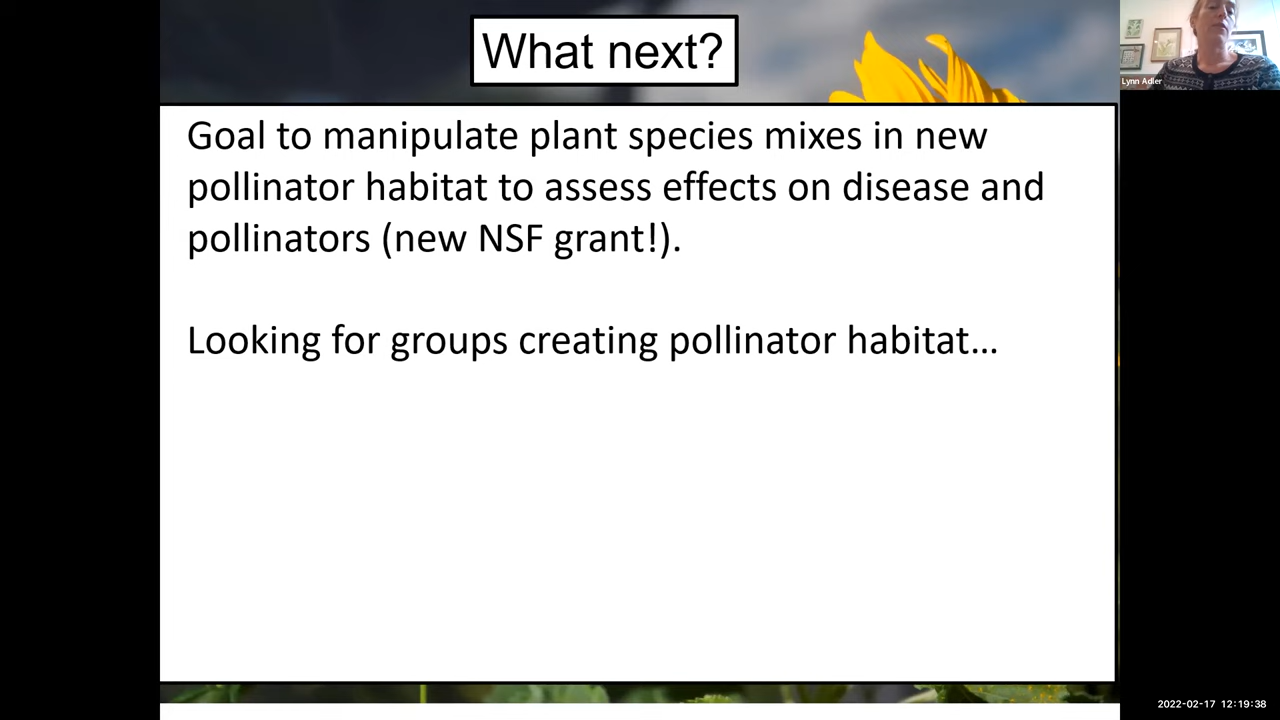 What next?
Lynn Adler
Goal to manipulate plant species mixes in new
pollinator habitat to assess effects on disease and
pollinators (new NSF grant!).
Looking for groups creating pollinator habitat...
2022-02-17 12:19:38